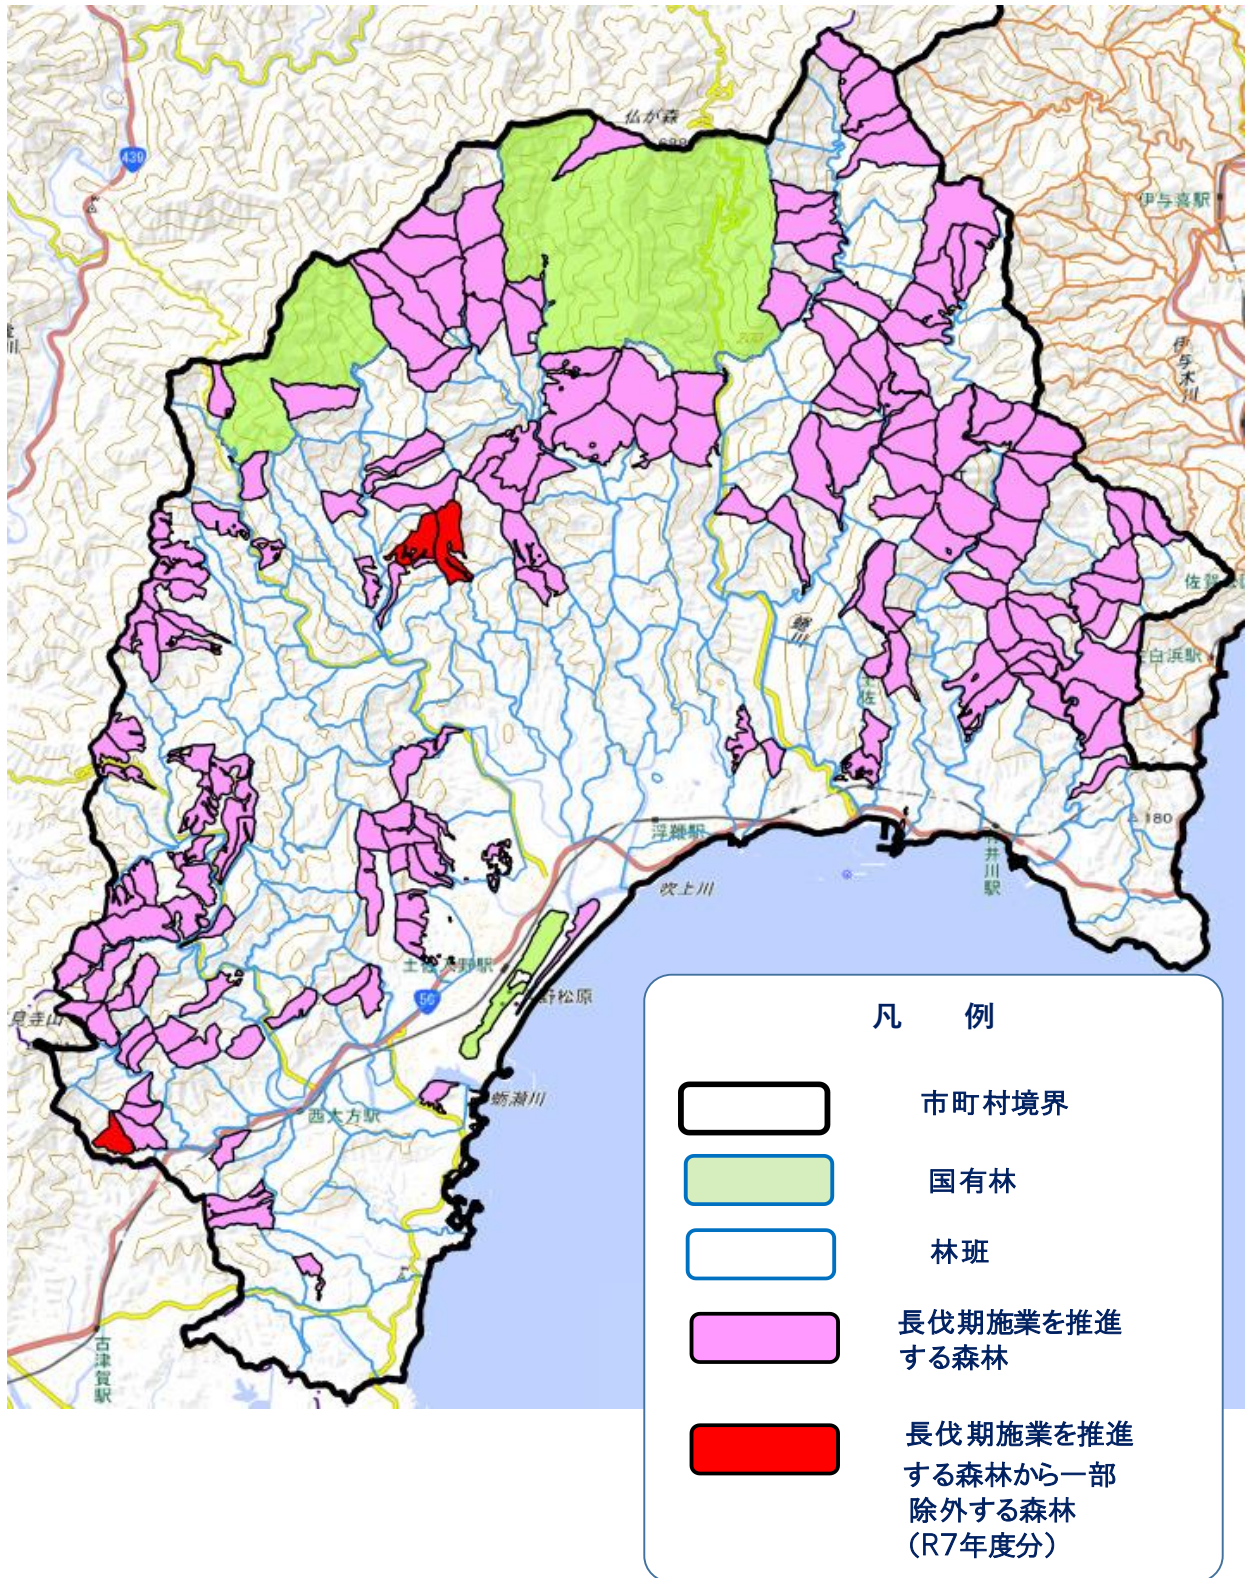 仏が森
439
伊与喜駅
伊与木川
佐賀
白浜駅
蜷川
土佐
180
浮鞭駅
井川駅
吹上川
土佐入野駅
野松原
56
見寺山
蛎瀬川
西大方駅
古津賀駅
凡 例
市町村境界
国有林
林班
長伐期施業を推進
する森林
長伐期施業を推進
する森林から一部
除外する森林
（R7年度分）